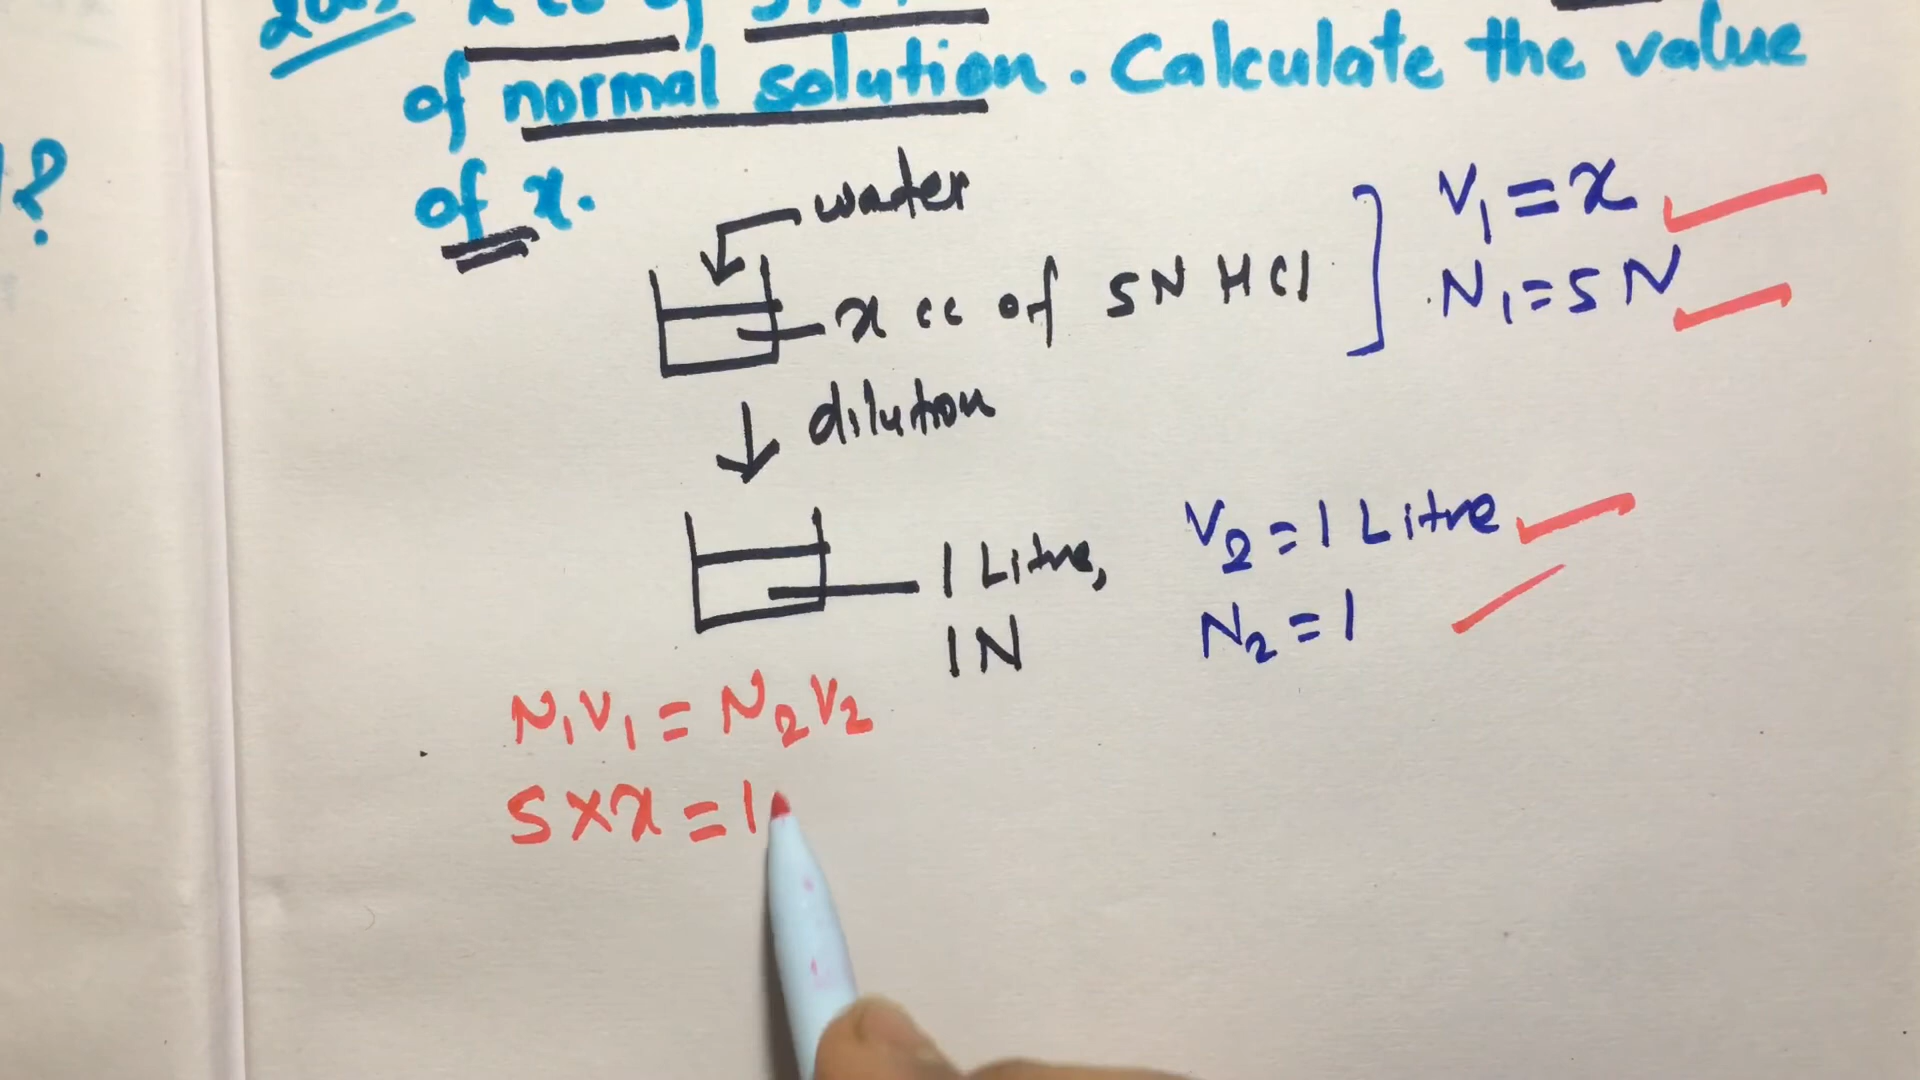 of normal solution. Calculate the value
?
of x.
water
x cc of 5N HCl
V₁ = x
N₁ = 5 N
dilution
1 Litre,
1N
V₂ = 1 Litre
N₂ = 1
N₁V₁ = N₂V₂
5 × x = 1